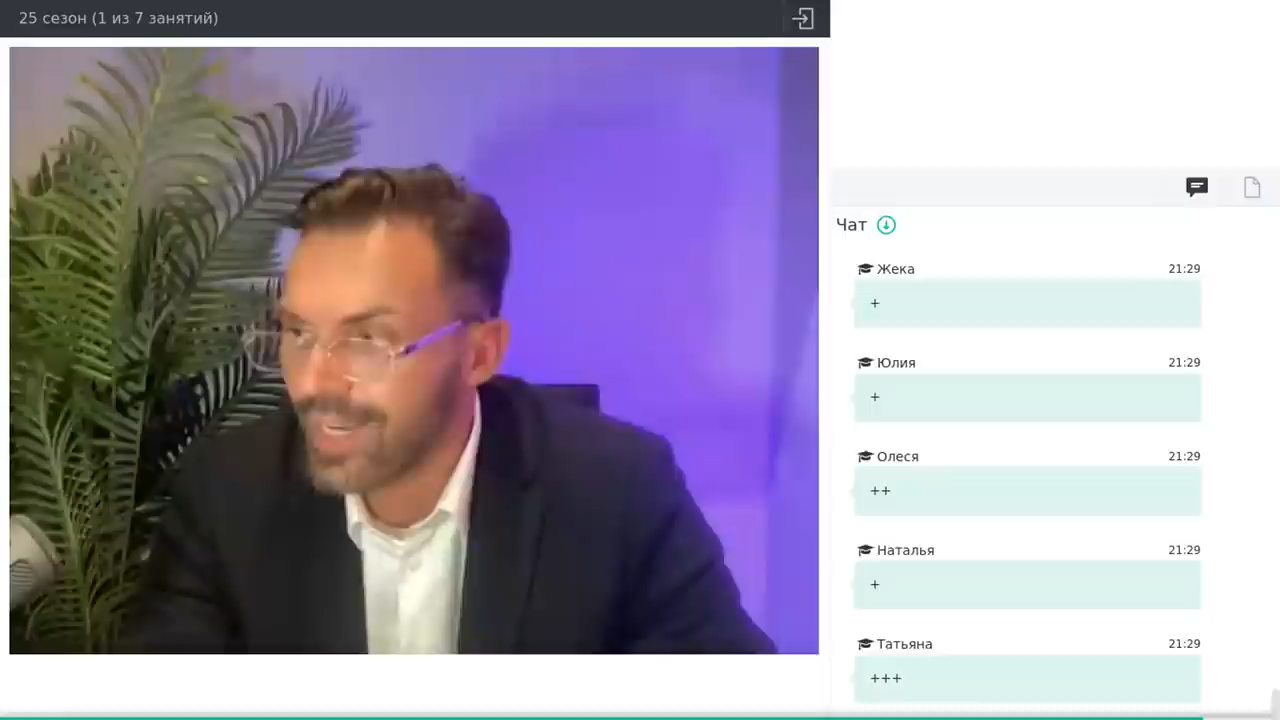 25 сезон (1 из 7 занятий)
Чат
Жека 21:29
+
Юлия 21:29
+
Олеся 21:29
++
Наталья 21:29
+
Татьяна 21:29
+++